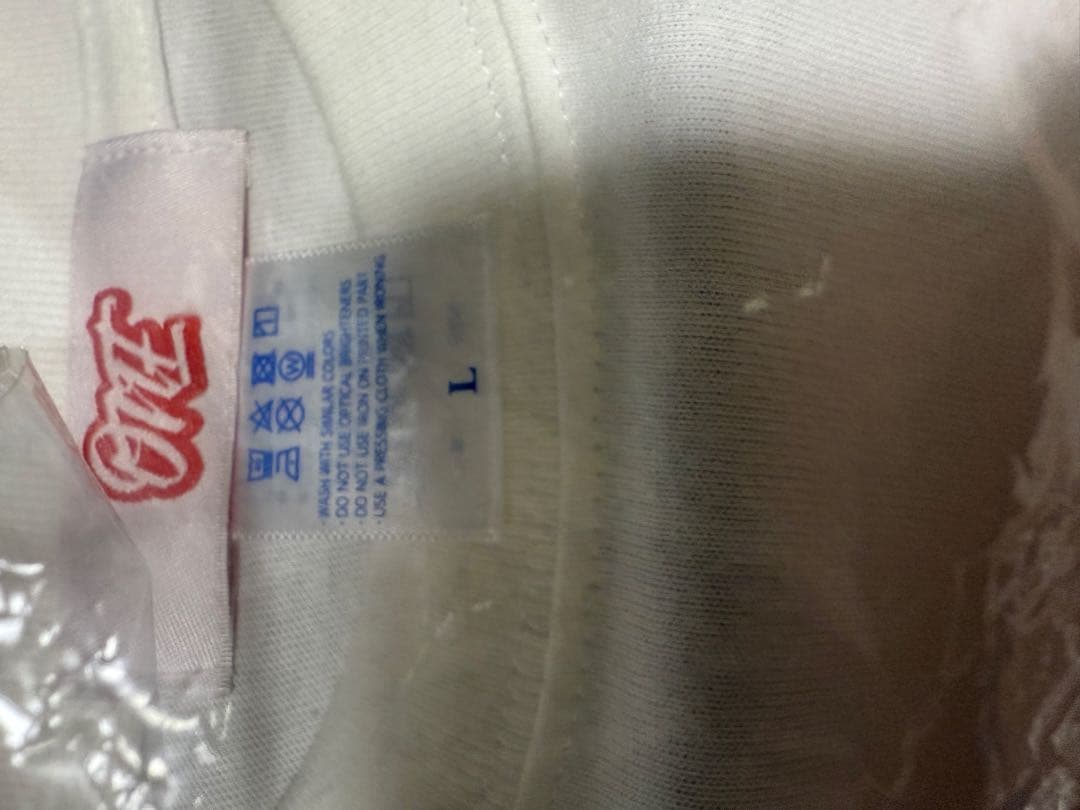 WASH WITH SIMILAR COLORS
- DO NOT USE OPTICAL BRIGHTENERS
- DO NOT USE IRON ON PRINTED PART
- USE A PRESSING CLOTH WHEN IRONING
L